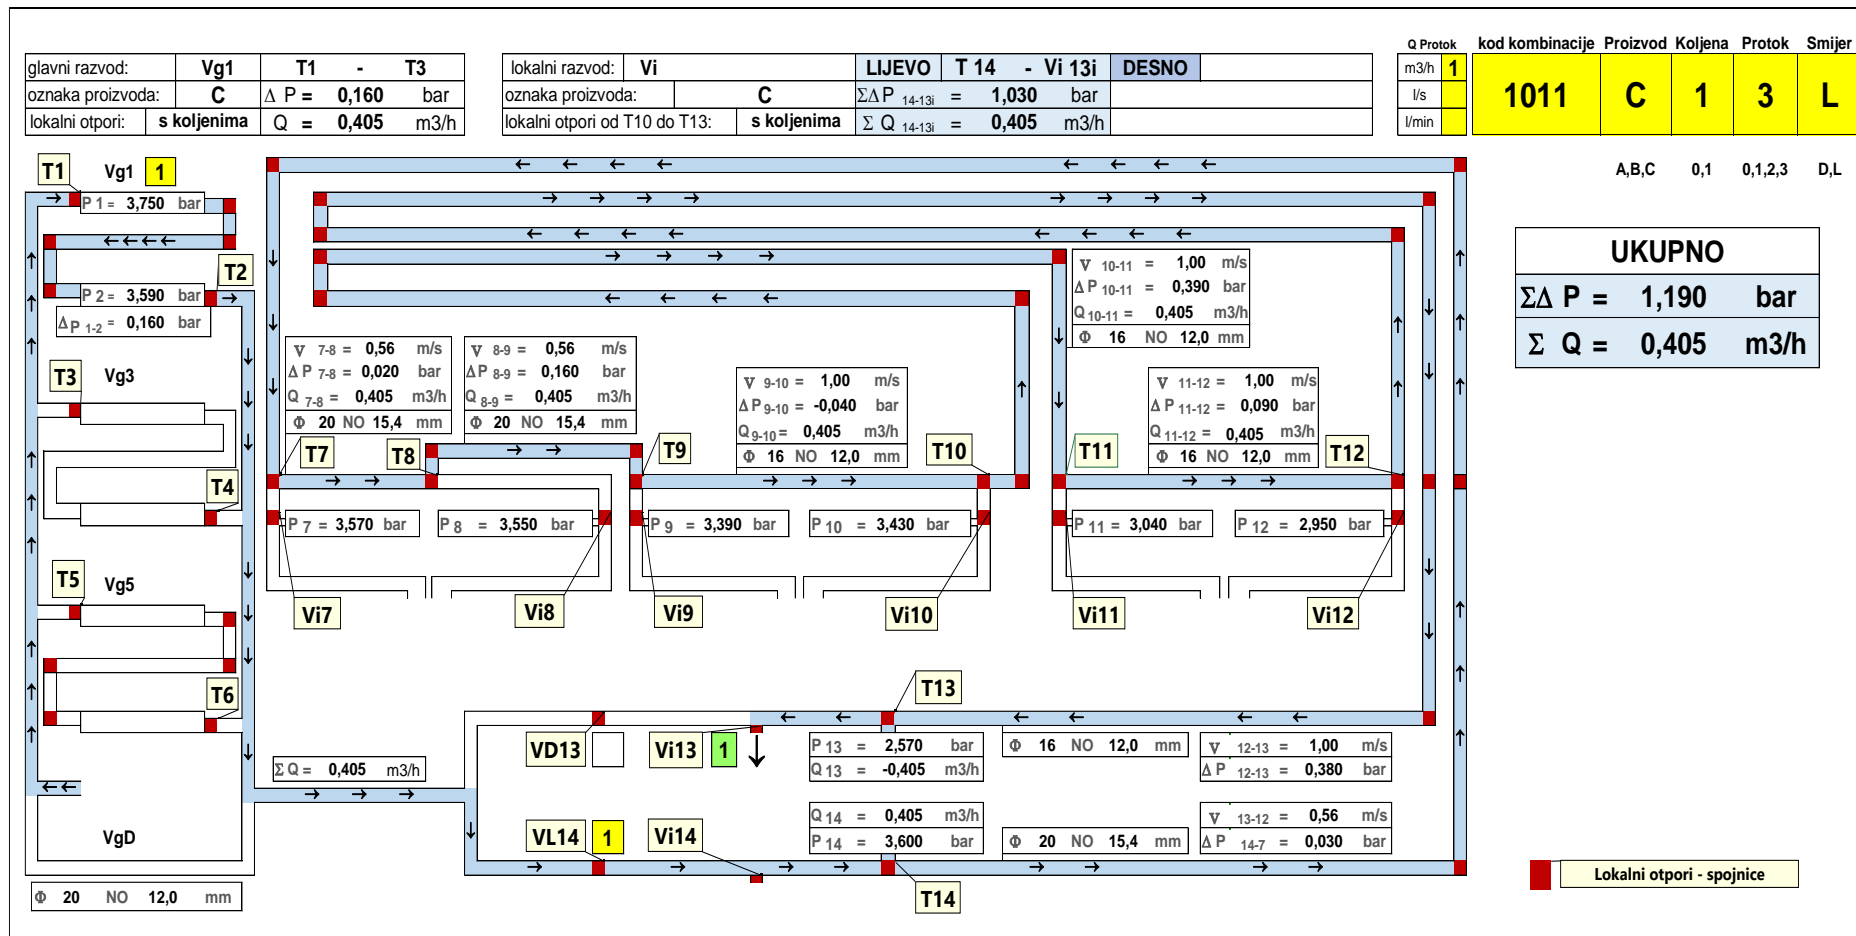 glavni razvod: Vg1 T1 - T3
oznaka proizvoda: C Δ P = 0,160 bar
lokalni otpori: s koljenima Q = 0,405 m3/h
lokalni razvod: Vi LIJEVO T 14 - Vi 13i DESNO
oznaka proizvoda: C ΣΔP 14-13i = 1,030 bar
lokalni otpori od T10 do T13: s koljenima Σ Q 14-13i = 0,405 m3/h
Q Protok
m3/h 1
l/s
l/min
kod kombinacije Proizvod Koljena Protok Smijer
1011 C 1 3 L
A,B,C 0,1 0,1,2,3 D,L
UKUPNO
ΣΔ P = 1,190 bar
Σ Q = 0,405 m3/h
T1 Vg1 1
P 1 = 3,750 bar
T2
P 2 = 3,590 bar
Δ P 1-2 = 0,160 bar
T3 Vg3
T4
T5 Vg5
T6
VgD
Φ 20 NO 12,0 mm
V 7-8 = 0,56 m/s
Δ P 7-8 = 0,020 bar
Q 7-8 = 0,405 m3/h
Φ 20 NO 15,4 mm
V 8-9 = 0,56 m/s
Δ P 8-9 = 0,160 bar
Q 8-9 = 0,405 m3/h
Φ 20 NO 15,4 mm
V 9-10 = 1,00 m/s
Δ P 9-10 = -0,040 bar
Q 9-10 = 0,405 m3/h
Φ 16 NO 12,0 mm
V 10-11 = 1,00 m/s
Δ P 10-11 = 0,390 bar
Q 10-11 = 0,405 m3/h
Φ 16 NO 12,0 mm
V 11-12 = 1,00 m/s
Δ P 11-12 = 0,090 bar
Q 11-12 = 0,405 m3/h
Φ 16 NO 12,0 mm
T7 T8 T9 T10 T11 T12
P 7 = 3,570 bar
P 8 = 3,550 bar
P 9 = 3,390 bar
P 10 = 3,430 bar
P 11 = 3,040 bar
P 12 = 2,950 bar
Vi7 Vi8 Vi9 Vi10 Vi11 Vi12
T13
VD13
Vi13 1
P 13 = 2,570 bar
Q 13 = -0,405 m3/h
Φ 16 NO 12,0 mm
V 12-13 = 1,00 m/s
Δ P 12-13 = 0,380 bar
Σ Q = 0,405 m3/h
VL14 1
Vi14
Q 14 = 0,405 m3/h
P 14 = 3,600 bar
Φ 20 NO 15,4 mm
V 13-12 = 0,56 m/s
Δ P 14-7 = 0,030 bar
T14
Lokalni otpori - spojnice